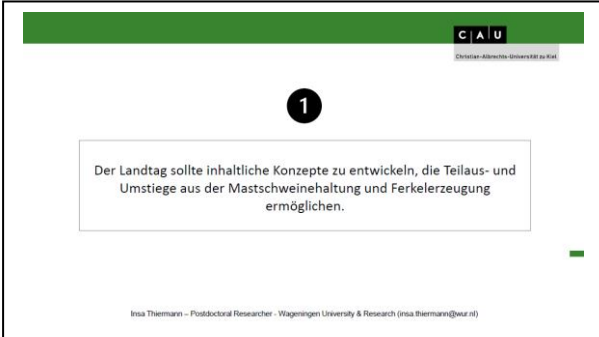 C|A|U
Christian-Albrechts-Universität zu Kiel
1
Der Landtag sollte inhaltliche Konzepte zu entwickeln, die Teilaus- und
Umstiege aus der Mastschweinehaltung und Ferkelerzeugung
ermöglichen.
Insa Thiermann – Postdoctoral Researcher - Wageningen University & Research (insa.thiermann@wur.nl)